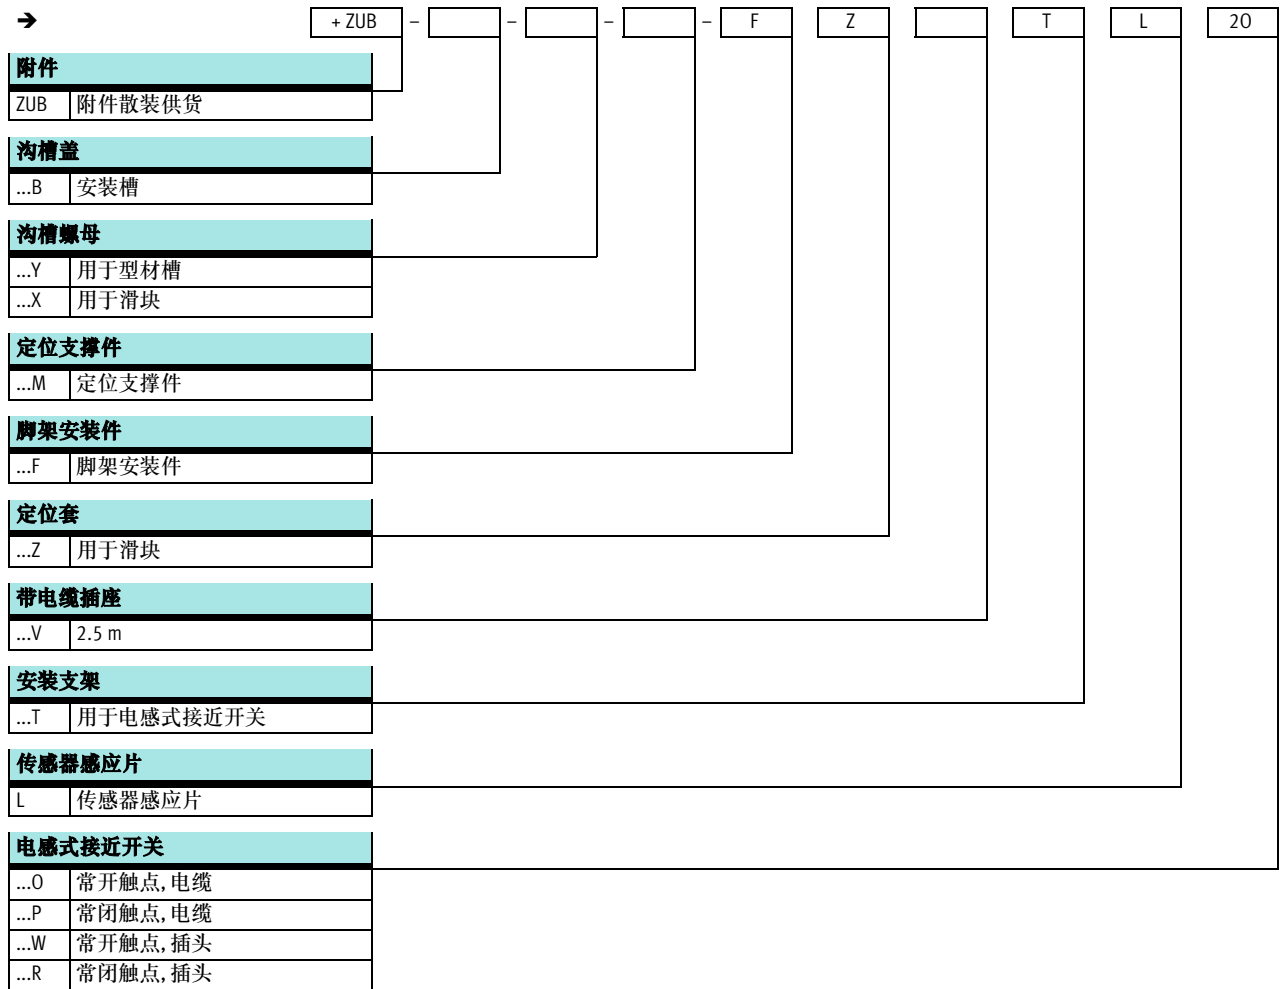 ➔ + ZUB – – – – F Z T L 2O
附件
ZUB 附件散装供货
沟槽盖
...B 安装槽
沟槽螺母
...Y 用于型材槽
...X 用于滑块
定位支撑件
...M 定位支撑件
脚架安装件
...F 脚架安装件
定位套
...Z 用于滑块
带电缆插座
...V 2.5 m
安装支架
...T 用于电感式接近开关
传感器感应片
L 传感器感应片
电感式接近开关
...O 常开触点, 电缆
...P 常闭触点, 电缆
...W 常开触点, 插头
...R 常闭触点, 插头